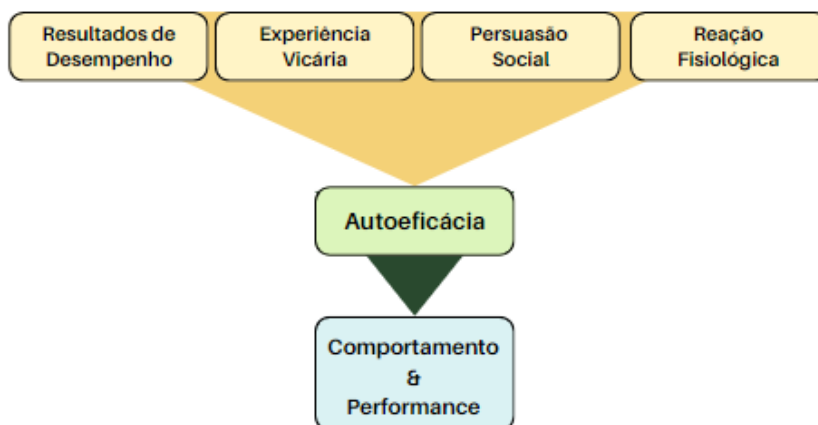 Resultados de
Desempenho
Experiência
Vicária
Persuasão
Social
Reação
Fisiológica
Autoeficácia
Comportamento
&
Performance